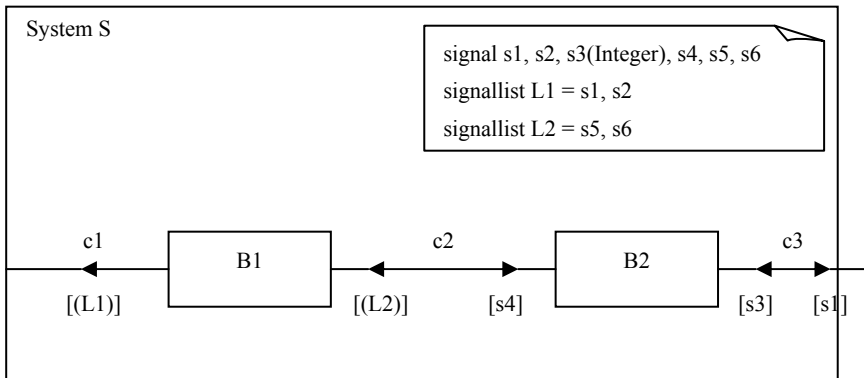 System S
signal s1, s2, s3(Integer), s4, s5, s6
signallist L1 = s1, s2
signallist L2 = s5, s6
c1
B1
c2
B2
c3
[(L1)]
[(L2)]
[s4]
[s3]
[s1]